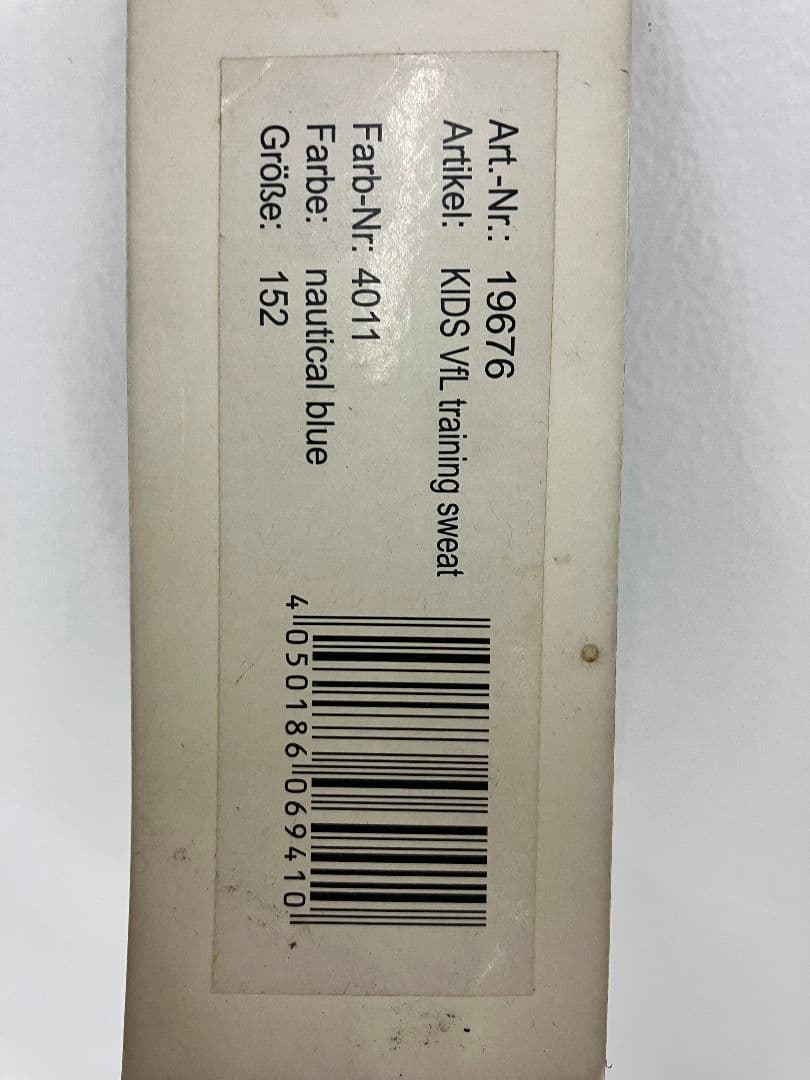 Art.-Nr.: 19676
Artikel: KIDS VfL training sweat
Farb-Nr: 4011
Farbe: nautical blue
Größe: 152
4 050186 069410